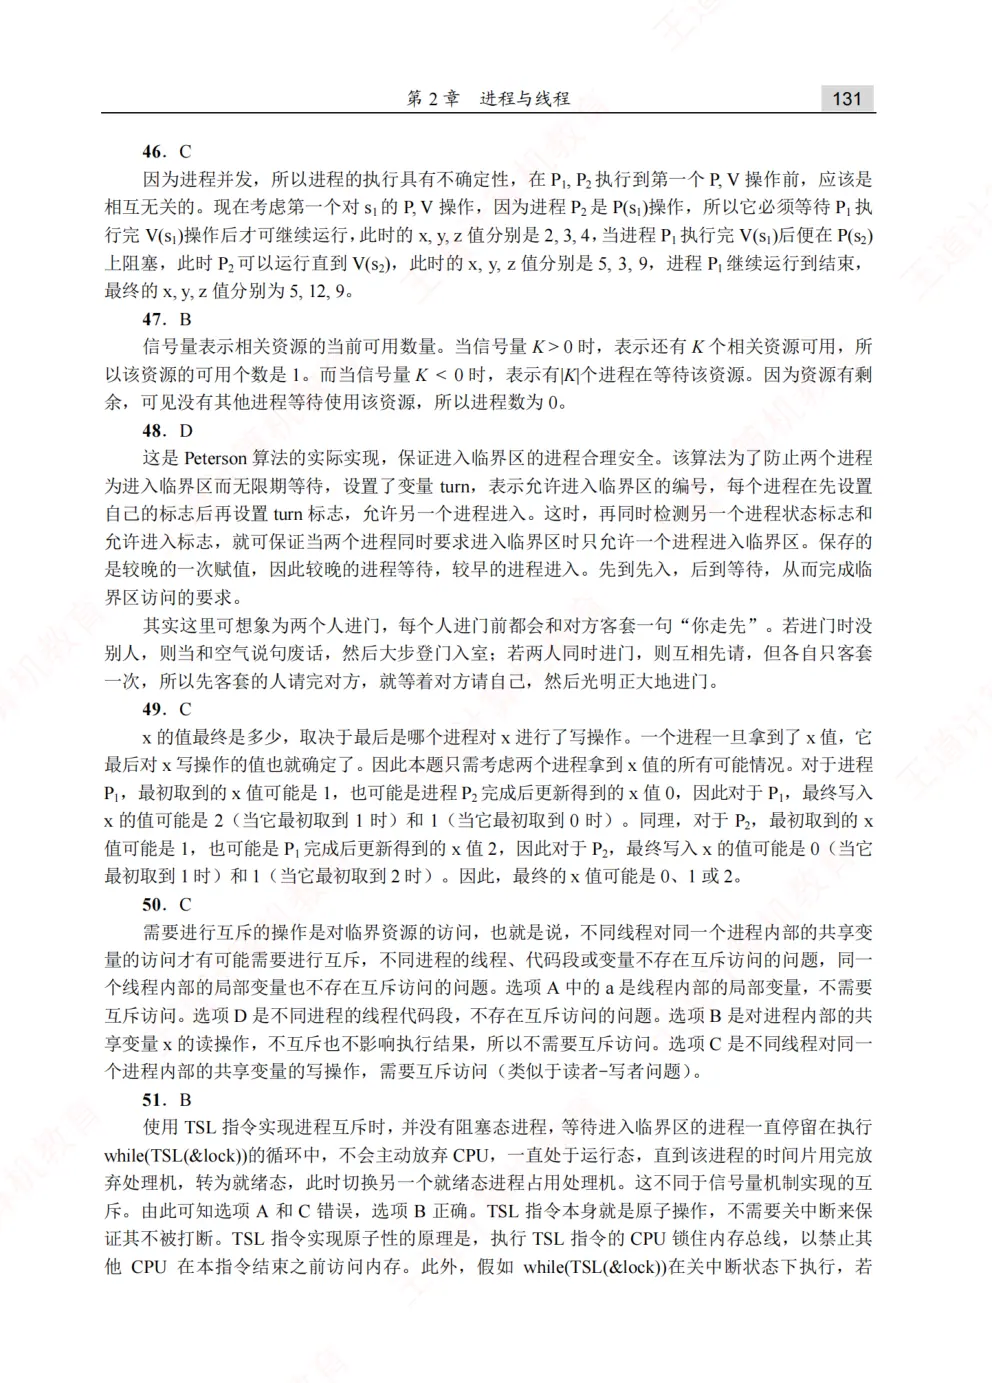 第 2 章 进程与线程 131
46. C
因为进程并发，所以进程的执行具有不确定性，在 P1, P2 执行到第一个 P, V 操作前，应该是
相互无关的。现在考虑第一个对 s1 的 P, V 操作，因为进程 P2 是 P(s1)操作，所以它必须等待 P1 执
行完 V(s1)操作后才可继续运行，此时的 x, y, z 值分别是 2, 3, 4，当进程 P1 执行完 V(s1)后便在 P(s2)
上阻塞，此时 P2 可以运行直到 V(s2)，此时的 x, y, z 值分别是 5, 3, 9，进程 P1 继续运行到结束，
最终的 x, y, z 值分别为 5, 12, 9。
47. B
信号量表示相关资源的当前可用数量。当信号量 K > 0 时，表示还有 K 个相关资源可用，所
以该资源的可用个数是 1。而当信号量 K < 0 时，表示有|K|个进程在等待该资源。因为资源有剩
余，可见没有其他进程等待使用该资源，所以进程数为 0。
48. D
这是 Peterson 算法的实际实现，保证进入临界区的进程合理安全。该算法为了防止两个进程
为进入临界区而无限期等待，设置了变量 turn，表示允许进入临界区的编号，每个进程在先设置
自己的标志后再设置 turn 标志，允许另一个进程进入。这时，再同时检测另一个进程状态标志和
允许进入标志，就可保证当两个进程同时要求进入临界区时只允许一个进程进入临界区。保存的
是较晚的一次赋值，因此较晚的进程等待，较早的进程进入。先到先入，后到等待，从而完成临
界区访问的要求。
其实这里可想象为两个人进门，每个人进门前都会和对方客套一句“你走先”。若进门时没
别人，则当和空气说句废话，然后大步登门入室；若两人同时进门，则互相先请，但各自只客套
一次，所以先客套的人请完对方，就等着对方请自己，然后光明正大地进门。
49. C
x 的值最终是多少，取决于最后是哪个进程对 x 进行了写操作。一个进程一旦拿到了 x 值，它
最后对 x 写操作的值也就确定了。因此本题只需考虑两个进程拿到 x 值的所有可能情况。对于进程
P1，最初取到的 x 值可能是 1，也可能是进程 P2 完成后更新得到的 x 值 0，因此对于 P1，最终写入
x 的值可能是 2（当它最初取到 1 时）和 1（当它最初取到 0 时）。同理，对于 P2，最初取到的 x
值可能是 1，也可能是 P1 完成后更新得到的 x 值 2，因此对于 P2，最终写入 x 的值可能是 0（当它
最初取到 1 时）和 1（当它最初取到 2 时）。因此，最终的 x 值可能是 0、1 或 2。
50. C
需要进行互斥的操作是对临界资源的访问，也就是说，不同线程对同一个进程内部的共享变
量的访问才有可能需要进行互斥，不同进程的线程、代码段或变量不存在互斥访问的问题，同一
个线程内部的局部变量也不存在互斥访问的问题。选项 A 中的 a 是线程内部的局部变量，不需要
互斥访问。选项 D 是不同进程的线程代码段，不存在互斥访问的问题。选项 B 是对进程内部的共
享变量 x 的读操作，不互斥也不影响执行结果，所以不需要互斥访问。选项 C 是不同线程对同一
个进程内部的共享变量的写操作，需要互斥访问（类似于读者-写者问题）。
51. B
使用 TSL 指令实现进程互斥时，并没有阻塞态进程，等待进入临界区的进程一直停留在执行
while(TSL(&lock))的循环中，不会主动放弃 CPU，一直处于运行态，直到该进程的时间片用完放
弃处理机，转为就绪态，此时切换另一个就绪态进程占用处理机。这不同于信号量机制实现的互
斥。由此可知选项 A 和 C 错误，选项 B 正确。TSL 指令本身就是原子操作，不需要关中断来保
证其不被打断。TSL 指令实现原子性的原理是，执行 TSL 指令的 CPU 锁住内存总线，以禁止其
他 CPU 在本指令结束之前访问内存。此外，假如 while(TSL(&lock))在关中断状态下执行，若